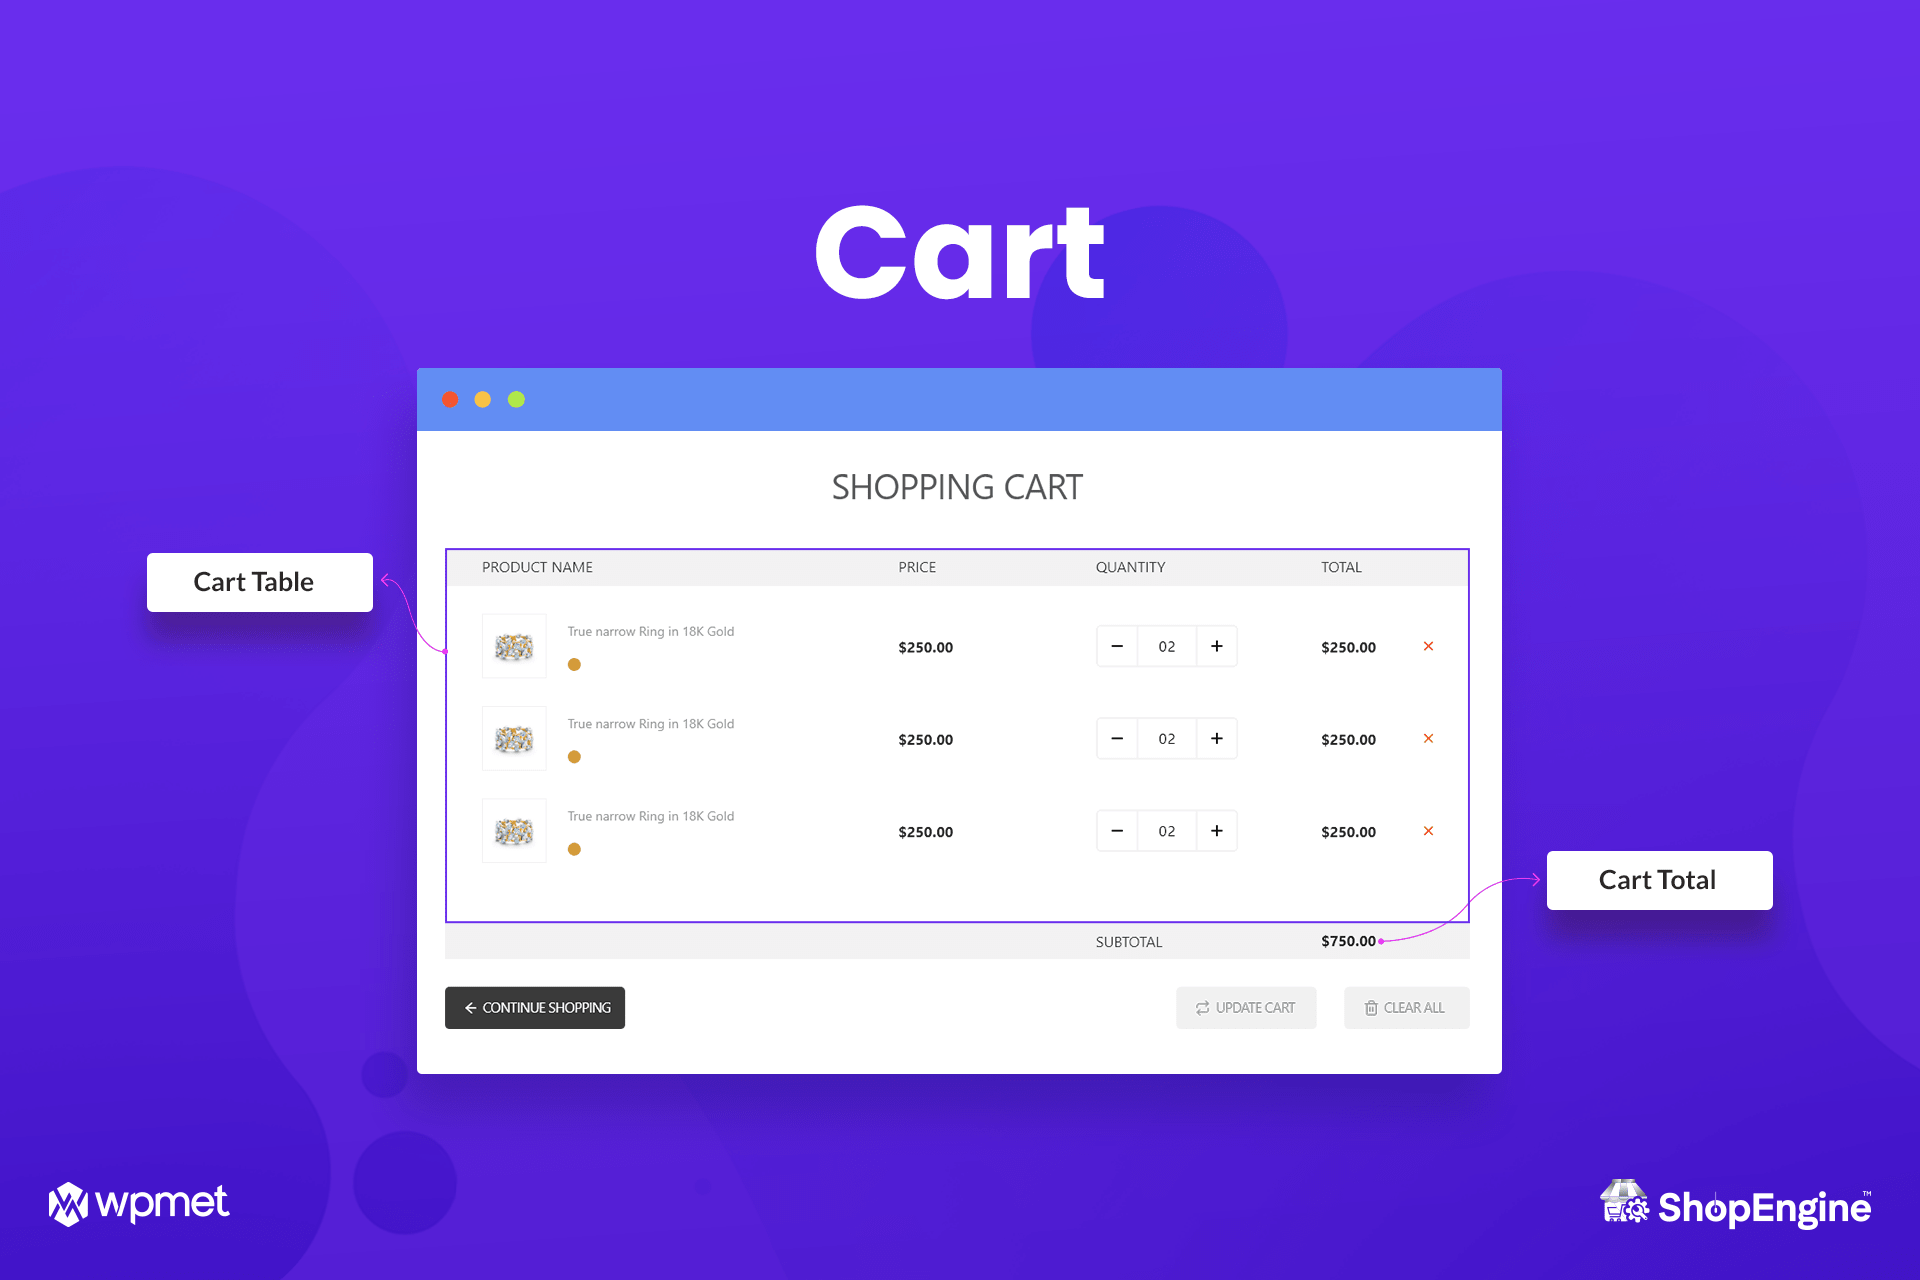 Cart
SHOPPING CART
Cart Table
PRODUCT NAME PRICE QUANTITY TOTAL
True narrow Ring in 18K Gold
$250.00 − 02 + $250.00 ×
True narrow Ring in 18K Gold
$250.00 − 02 + $250.00 ×
True narrow Ring in 18K Gold
$250.00 − 02 + $250.00 ×
Cart Total
SUBTOTAL $750.00
← CONTINUE SHOPPING UPDATE CART CLEAR ALL
wpmet
ShopEngine™